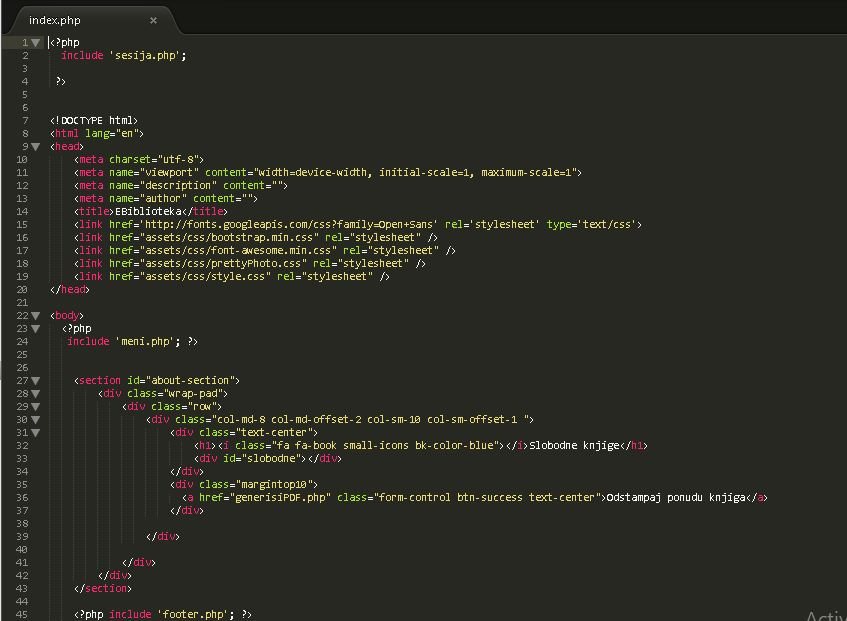 index.php ×
1 <?php
2   include 'sesija.php';
3
4  ?>
5
6
7 <!DOCTYPE html>
8 <html lang="en">
9 <head>
10     <meta charset="utf-8">
11     <meta name="viewport" content="width=device-width, initial-scale=1, maximum-scale=1">
12     <meta name="description" content="">
13     <meta name="author" content="">
14     <title>EBiblioteka</title>
15     <link href='http://fonts.googleapis.com/css?family=Open+Sans' rel='stylesheet' type='text/css'>
16     <link href="assets/css/bootstrap.min.css" rel="stylesheet" />
17     <link href="assets/css/font-awesome.min.css" rel="stylesheet" />
18     <link href="assets/css/prettyPhoto.css" rel="stylesheet" />
19     <link href="assets/css/style.css" rel="stylesheet" />
20 </head>
21
22 <body>
23   <?php
24    include 'meni.php'; ?>
25
26
27     <section id="about-section">
28         <div class="wrap-pad">
29             <div class="row">
30                 <div class="col-md-8 col-md-offset-2 col-sm-10 col-sm-offset-1 ">
31                     <div class="text-center">
32                         <h1><i class="fa fa-book small-icons bk-color-blue"></i>Slobodne knjige</h1>
33                         <div id="slobodne"></div>
34                     </div>
35                     <div class="margintop10">
36                       <a href="generisiPDF.php" class="form-control btn-success text-center">Odstampaj ponudu knjiga</a>
37                     </div>
38
39                 </div>
40
41             </div>
42         </div>
43     </section>
44
45     <?php include 'footer.php'; ?>
Activ